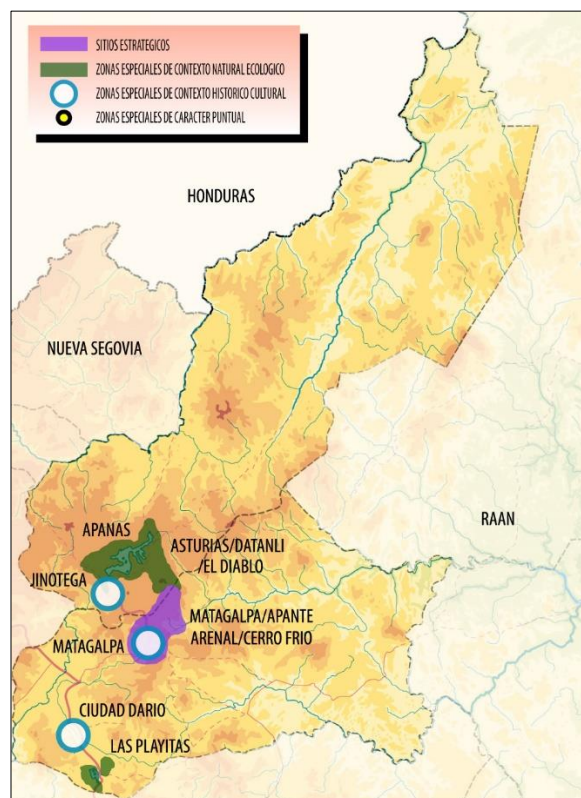 SITIOS ESTRATEGICOS
ZONAS ESPECIALES DE CONTEXTO NATURAL ECOLOGICO
ZONAS ESPECIALES DE CONTEXTO HISTORICO CULTURAL
ZONAS ESPECIALES DE CARACTER PUNTUAL
HONDURAS
NUEVA SEGOVIA
RAAN
APANAS
ASTURIAS/DATANLI
/EL DIABLO
JINOTEGA
MATAGALPA/APANTE
ARENAL/CERRO FRIO
MATAGALPA
CIUDAD DARIO
LAS PLAYITAS